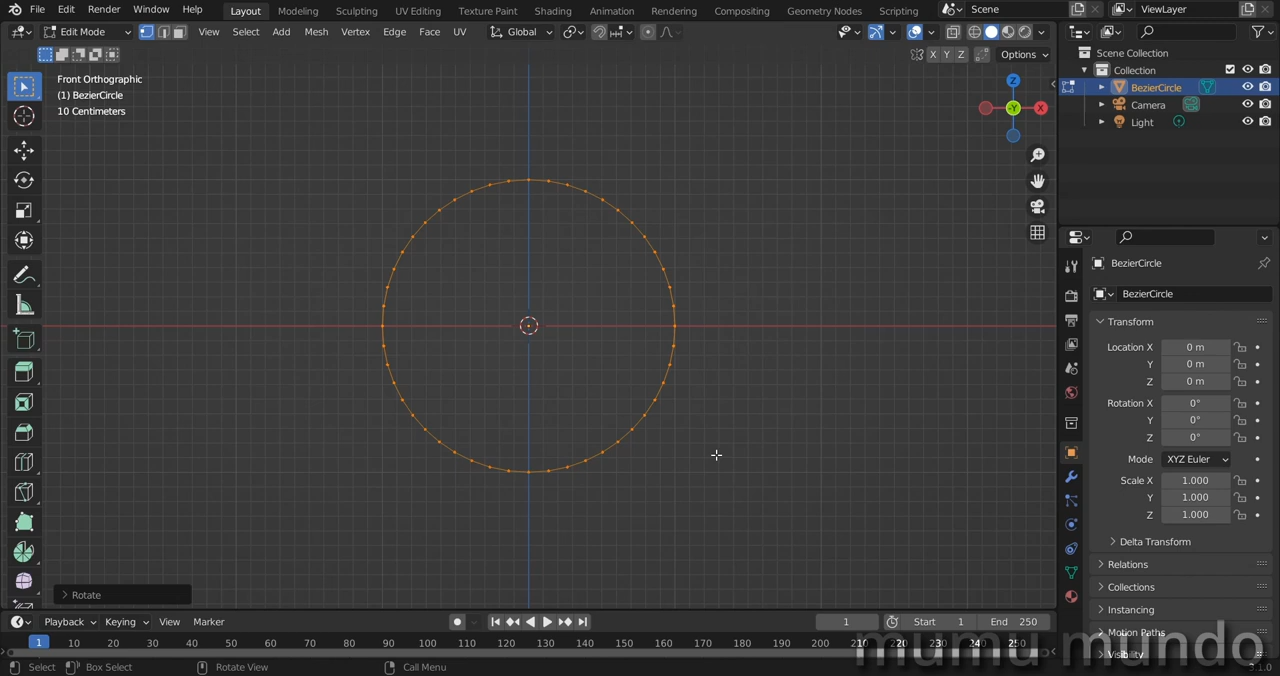 File Edit Render Window Help Layout Modeling Sculpting UV Editing Texture Paint Shading Animation Rendering Compositing Geometry Nodes Scripting Scene ViewLayer
Edit Mode View Select Add Mesh Vertex Edge Face UV Global
X Y Z Options
Front Orthographic
(1) BezierCircle
10 Centimeters
Z
-Y
X
Scene Collection
Collection
BezierCircle
Camera
Light
BezierCircle
BezierCircle
Transform
Location X 0 m
Y 0 m
Z 0 m
Rotation X 0°
Y 0°
Z 0°
Mode XYZ Euler
Scale X 1.000
Y 1.000
Z 1.000
Delta Transform
Relations
Collections
Instancing
Motion Paths
Visibility
Rotate
Playback Keying View Marker 1 Start 1 End 250
1 10 20 30 40 50 60 70 80 90 100 110 120 130 140 150 160 170 180 190 200 210 220 230 240 250
Select Box Select Rotate View Call Menu
3.1.0
mumu mundo